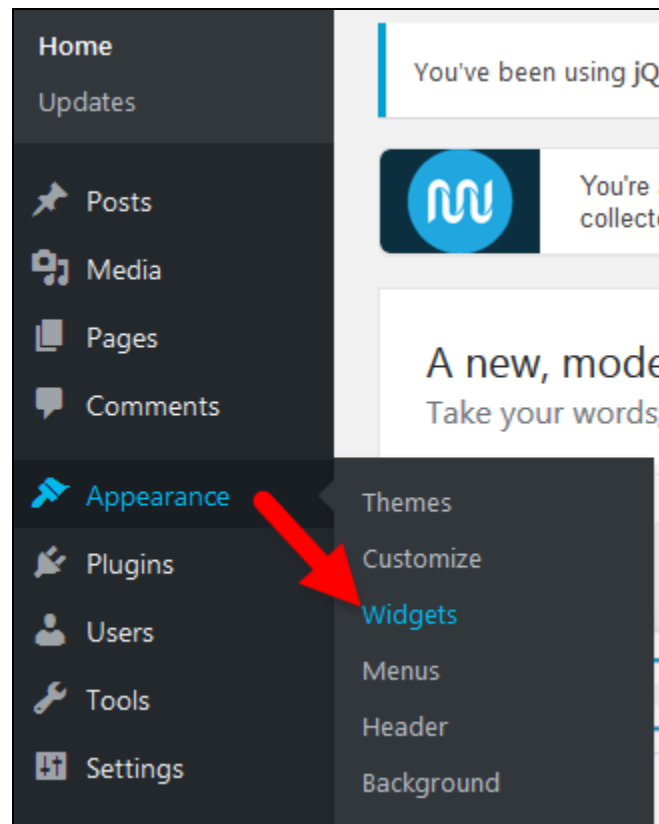 Home
Updates
Posts
Media
Pages
Comments
Appearance
Plugins
Users
Tools
Settings
Themes
Customize
Widgets
Menus
Header
Background
You've been using jQ
You're
collect
A new, mode
Take your words,